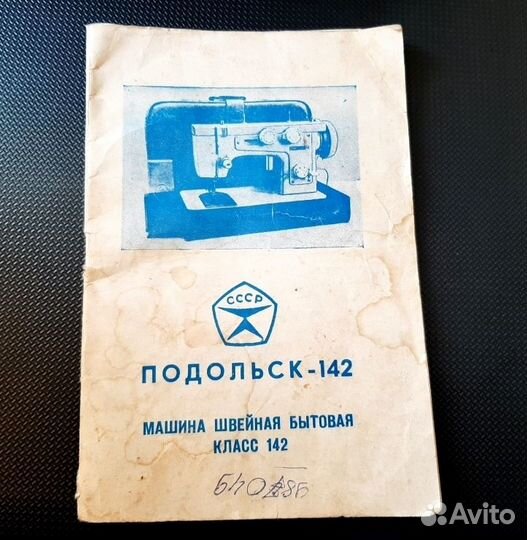 СССР
ПОДОЛЬСК-142
МАШИНА ШВЕЙНАЯ БЫТОВАЯ
КЛАСС 142
Avito